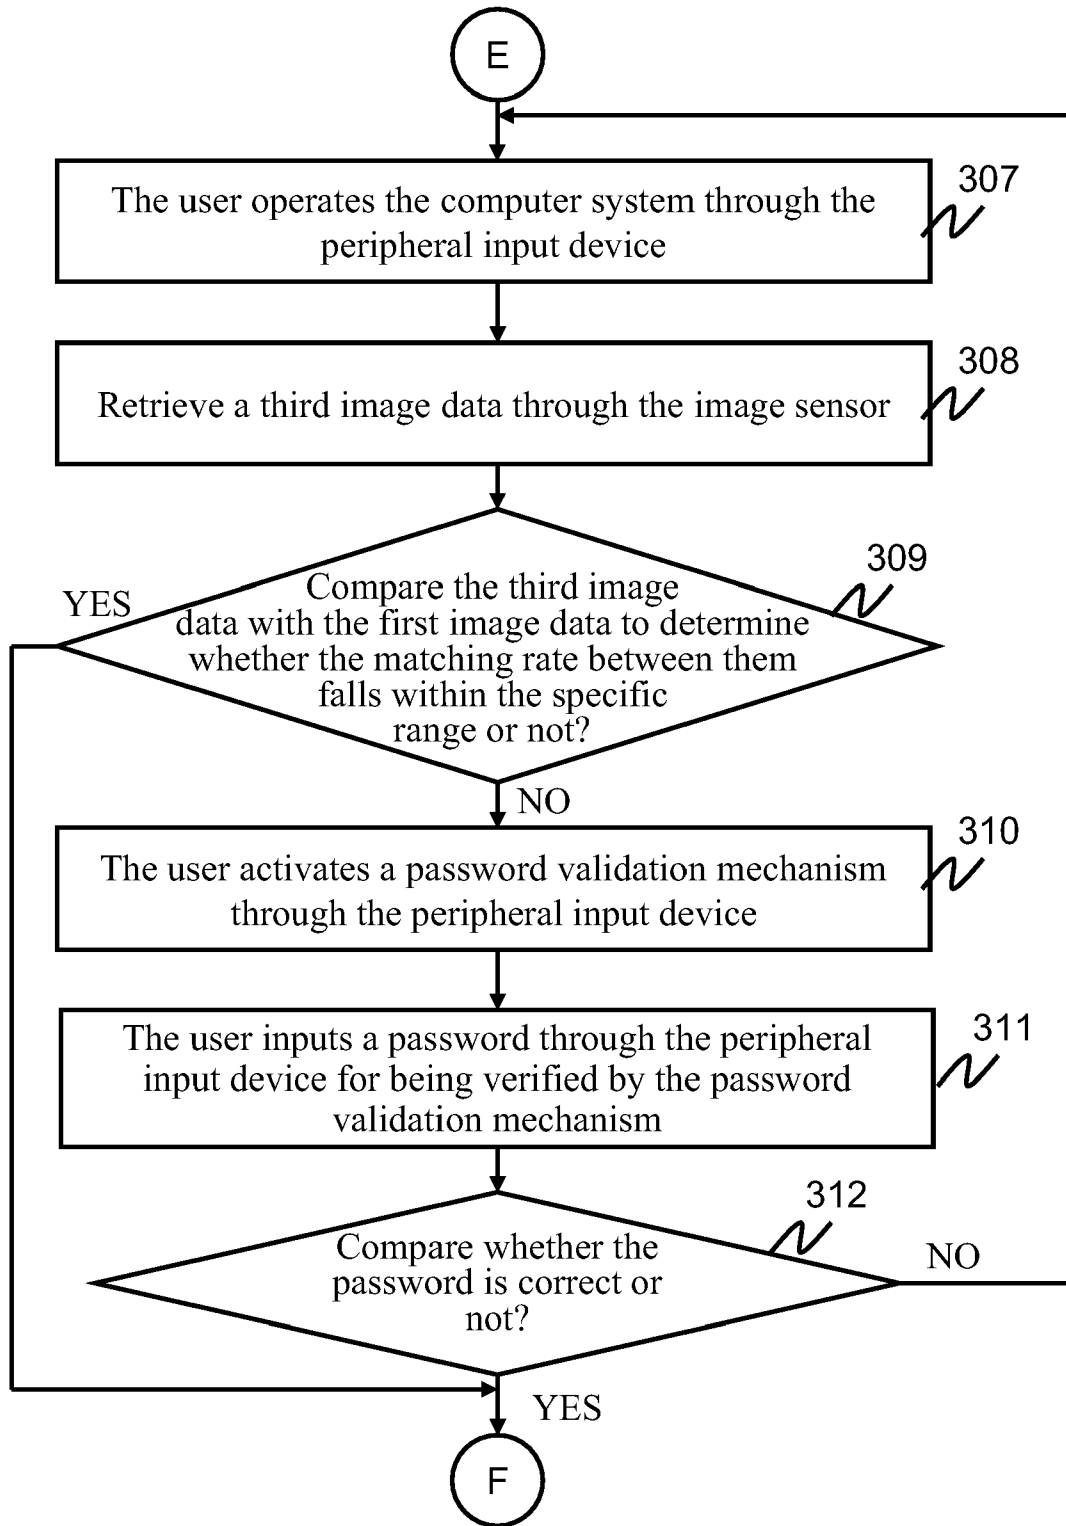 E
The user operates the computer system through the
peripheral input device
307
Retrieve a third image data through the image sensor
308
309
YES
Compare the third image
data with the first image data to determine
whether the matching rate between them
falls within the specific
range or not?
NO
310
The user activates a password validation mechanism
through the peripheral input device
311
The user inputs a password through the peripheral
input device for being verified by the password
validation mechanism
312
Compare whether the
password is correct or
not?
NO
YES
F